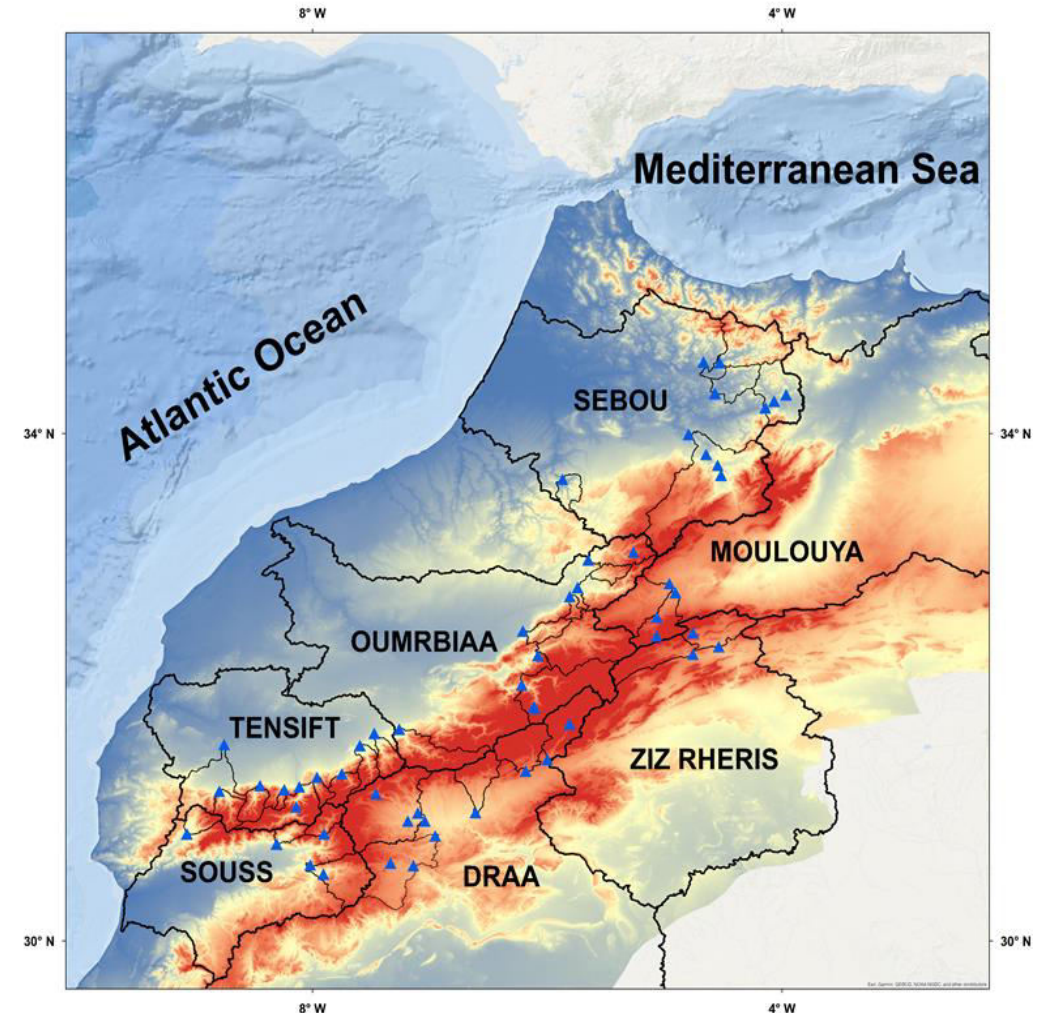 8° W
4° W
Mediterranean Sea
Atlantic Ocean
SEBOU
34° N
34° N
MOULOUYA
OUMRBIAA
TENSIFT
ZIZ RHERIS
SOUSS
DRAA
30° N
30° N
8° W
4° W